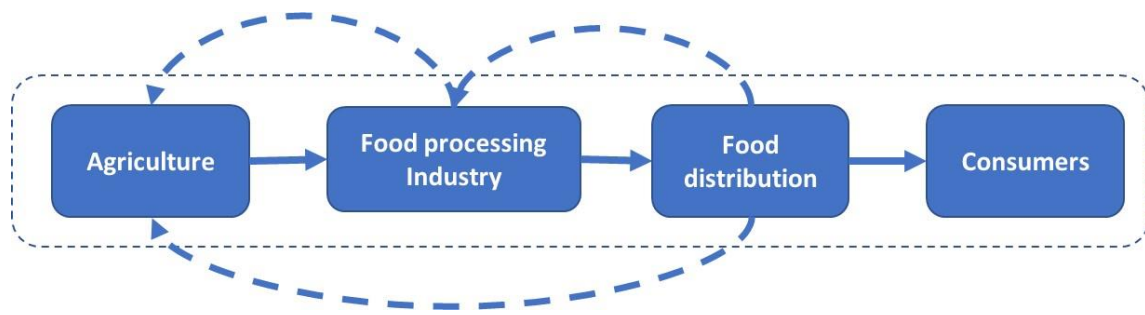 Agriculture
Food processing
Industry
Food
distribution
Consumers